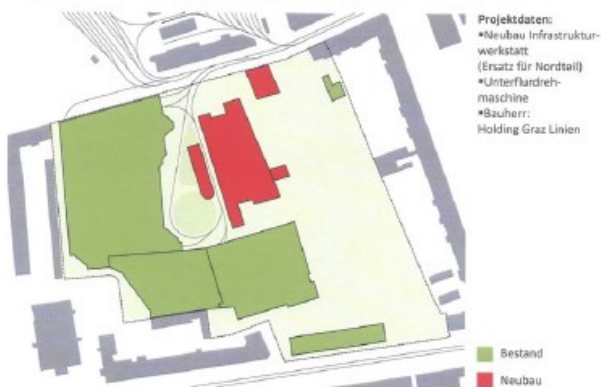 Projektdaten:
▪Neubau Infrastruktur-
werkstatt
(Ersatz für Nordteil)
▪Unterflurdreh-
maschine
▪Bauherr:
Holding Graz Linien
Bestand
Neubau